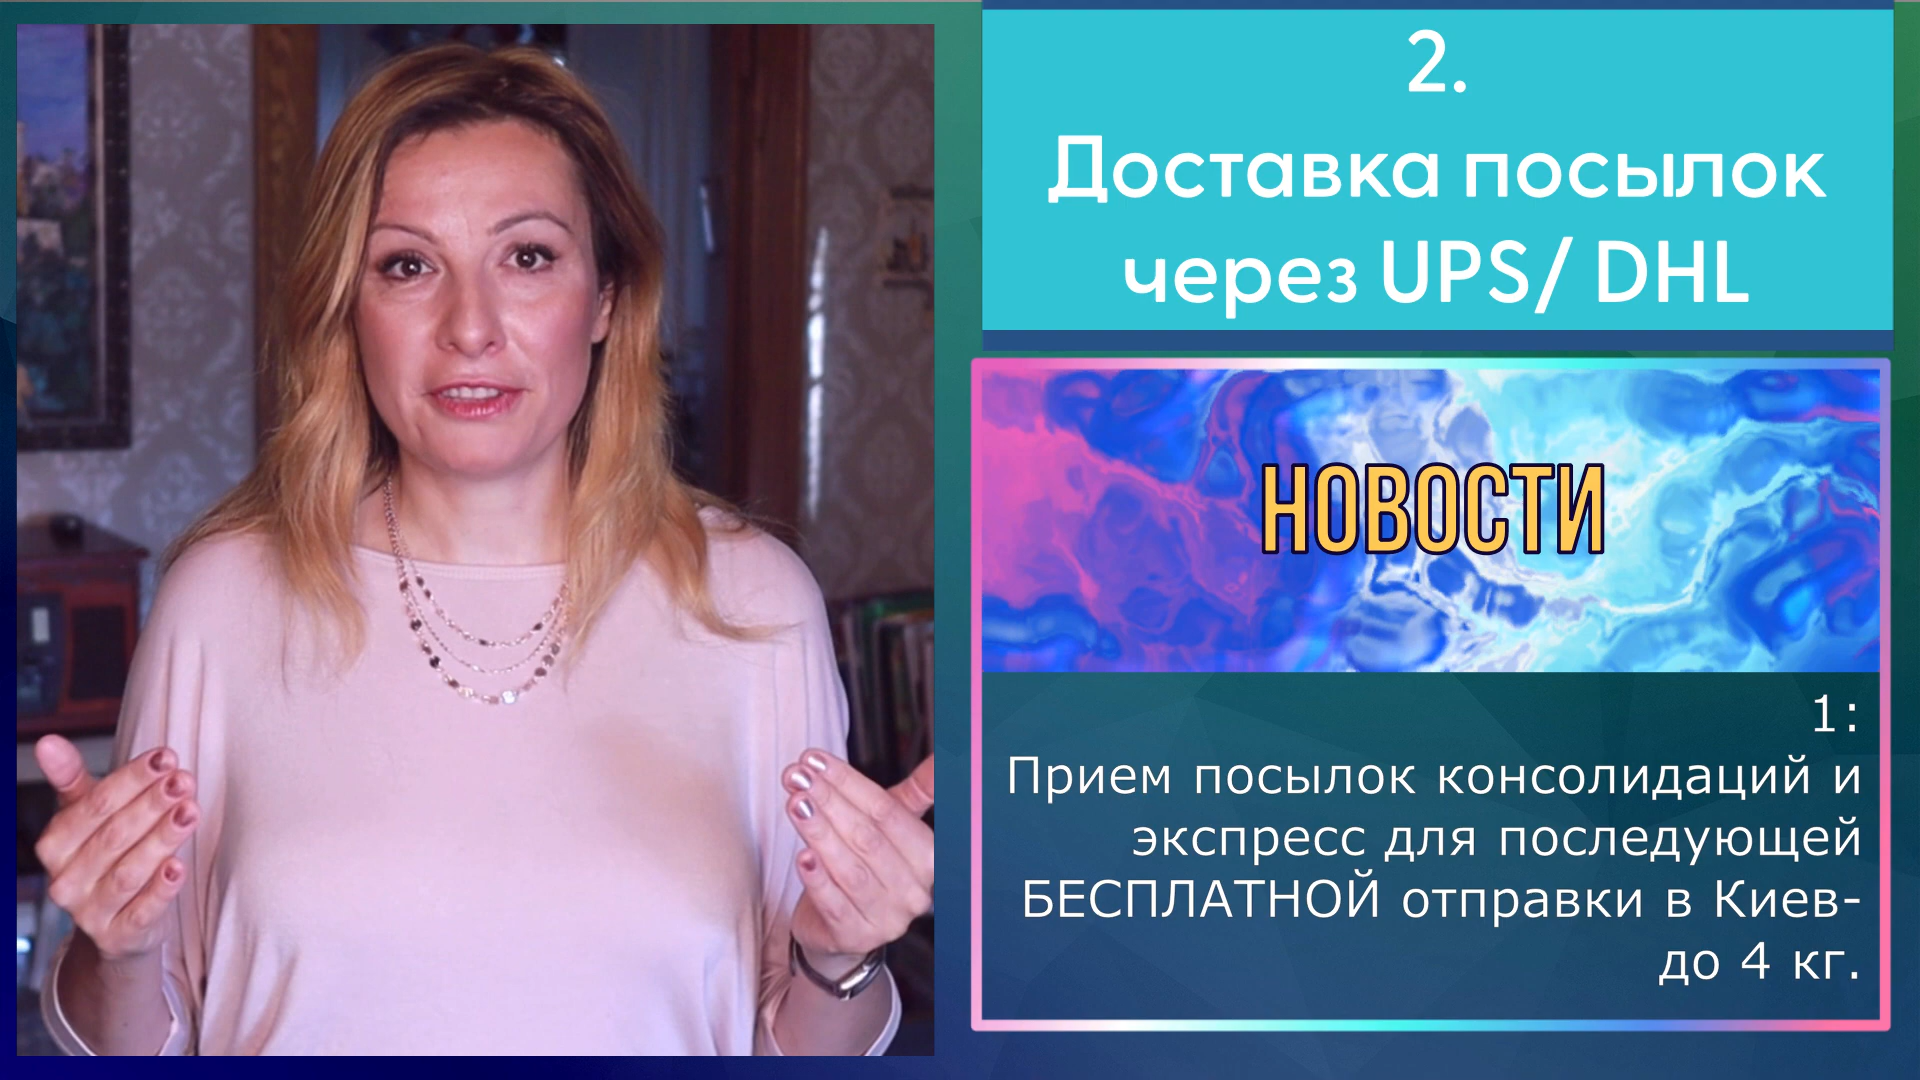 2.
Доставка посылок
через UPS/ DHL
НОВОСТИ
1:
Прием посылок консолидаций и
экспресс для последующей
БЕСПЛАТНОЙ отправки в Киев-
до 4 кг.